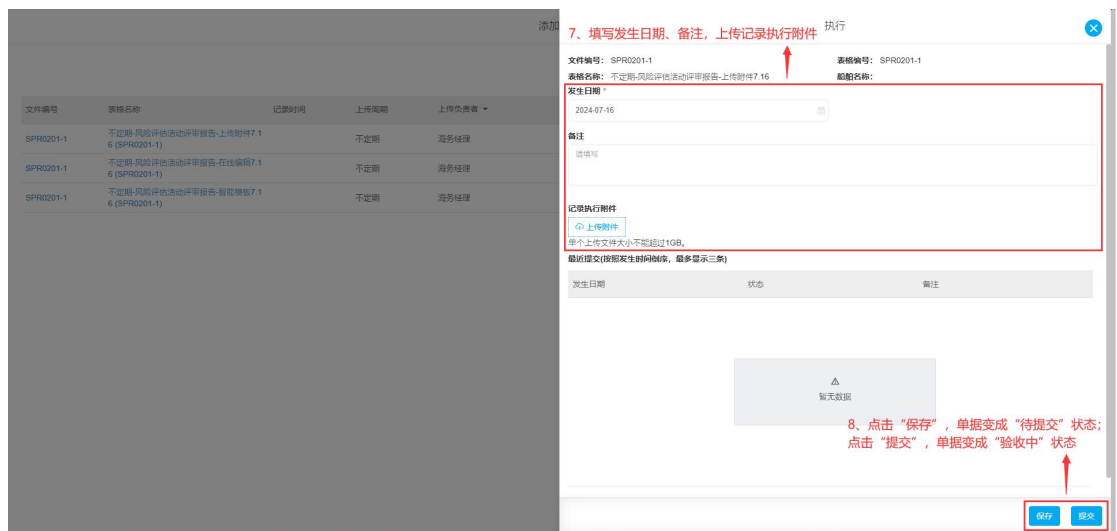 添加
执行
7、填写发生日期、备注，上传记录执行附件
文件编号： SPR0201-1
表格编号： SPR0201-1
表格名称： 不定期-风险评估活动评审报告-上传附件7.16
船舶名称：
发生日期 *
2024-07-16
备注
请填写
记录执行附件
上传附件
单个上传文件大小不能超过1GB。
最近提交(按照发生时间倒序，最多显示三条)
发生日期 状态 备注
暂无数据
8、点击“保存”，单据变成“待提交”状态；
点击“提交”，单据变成“验收中”状态
保存 提交
文件编号 表格名称 记录时间 上传周期 上传负责者
SPR0201-1 不定期-风险评估活动评审报告-上传附件7.1 不定期 海务经理
6 (SPR0201-1)
SPR0201-1 不定期-风险评估活动评审报告-在线编辑7.1 不定期 海务经理
6 (SPR0201-1)
SPR0201-1 不定期-风险评估活动评审报告-智能模板7.1 不定期 海务经理
6 (SPR0201-1)